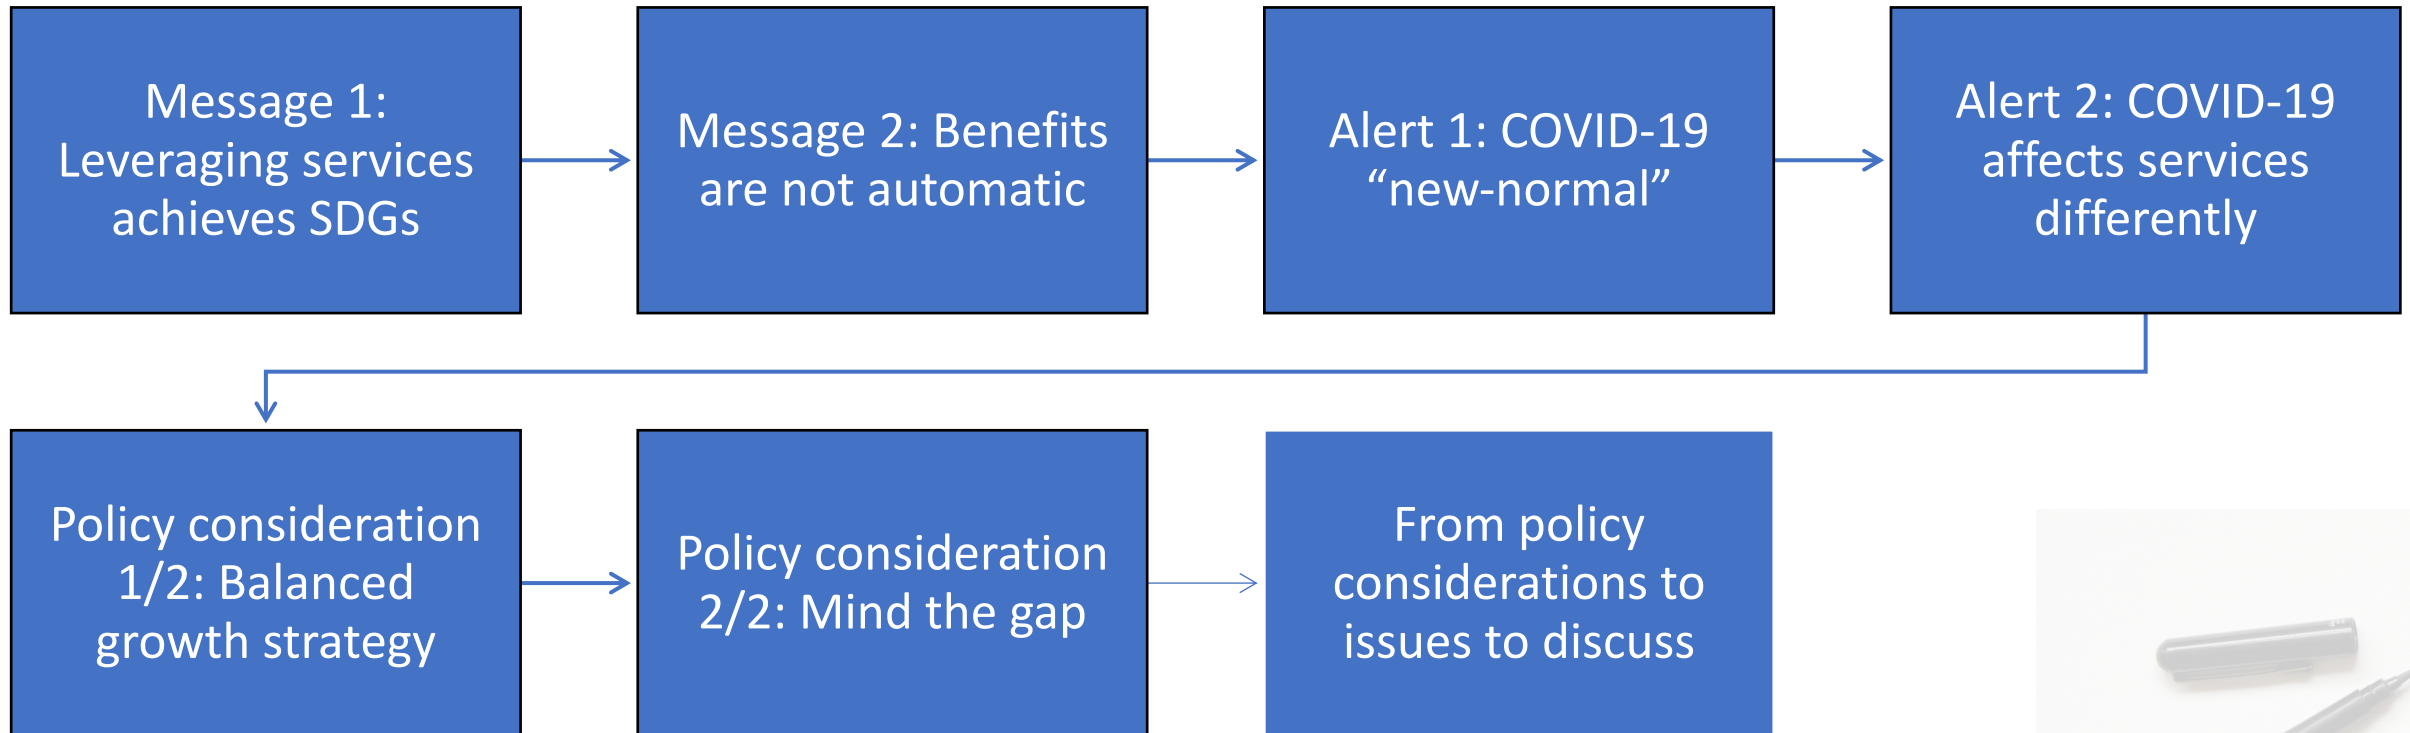 Message 1:
Leveraging services
achieves SDGs
Message 2: Benefits
are not automatic
Alert 1: COVID-19
“new-normal”
Alert 2: COVID-19
affects services
differently
Policy consideration
1/2: Balanced
growth strategy
Policy consideration
2/2: Mind the gap
From policy
considerations to
issues to discuss